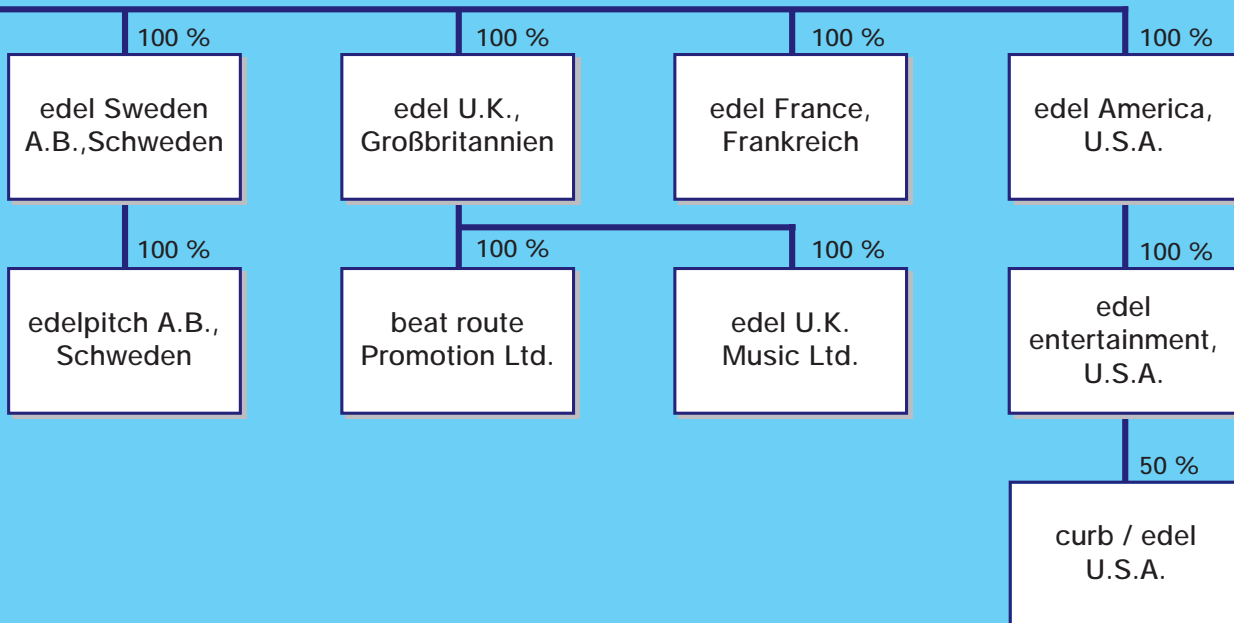 100 %
100 %
100 %
100 %
edel Sweden
A.B.,Schweden
edel U.K.,
Großbritannien
edel France,
Frankreich
edel America,
U.S.A.
100 %
100 %
100 %
100 %
edelpitch A.B.,
Schweden
beat route
Promotion Ltd.
edel U.K.
Music Ltd.
edel
entertainment,
U.S.A.
50 %
curb / edel
U.S.A.